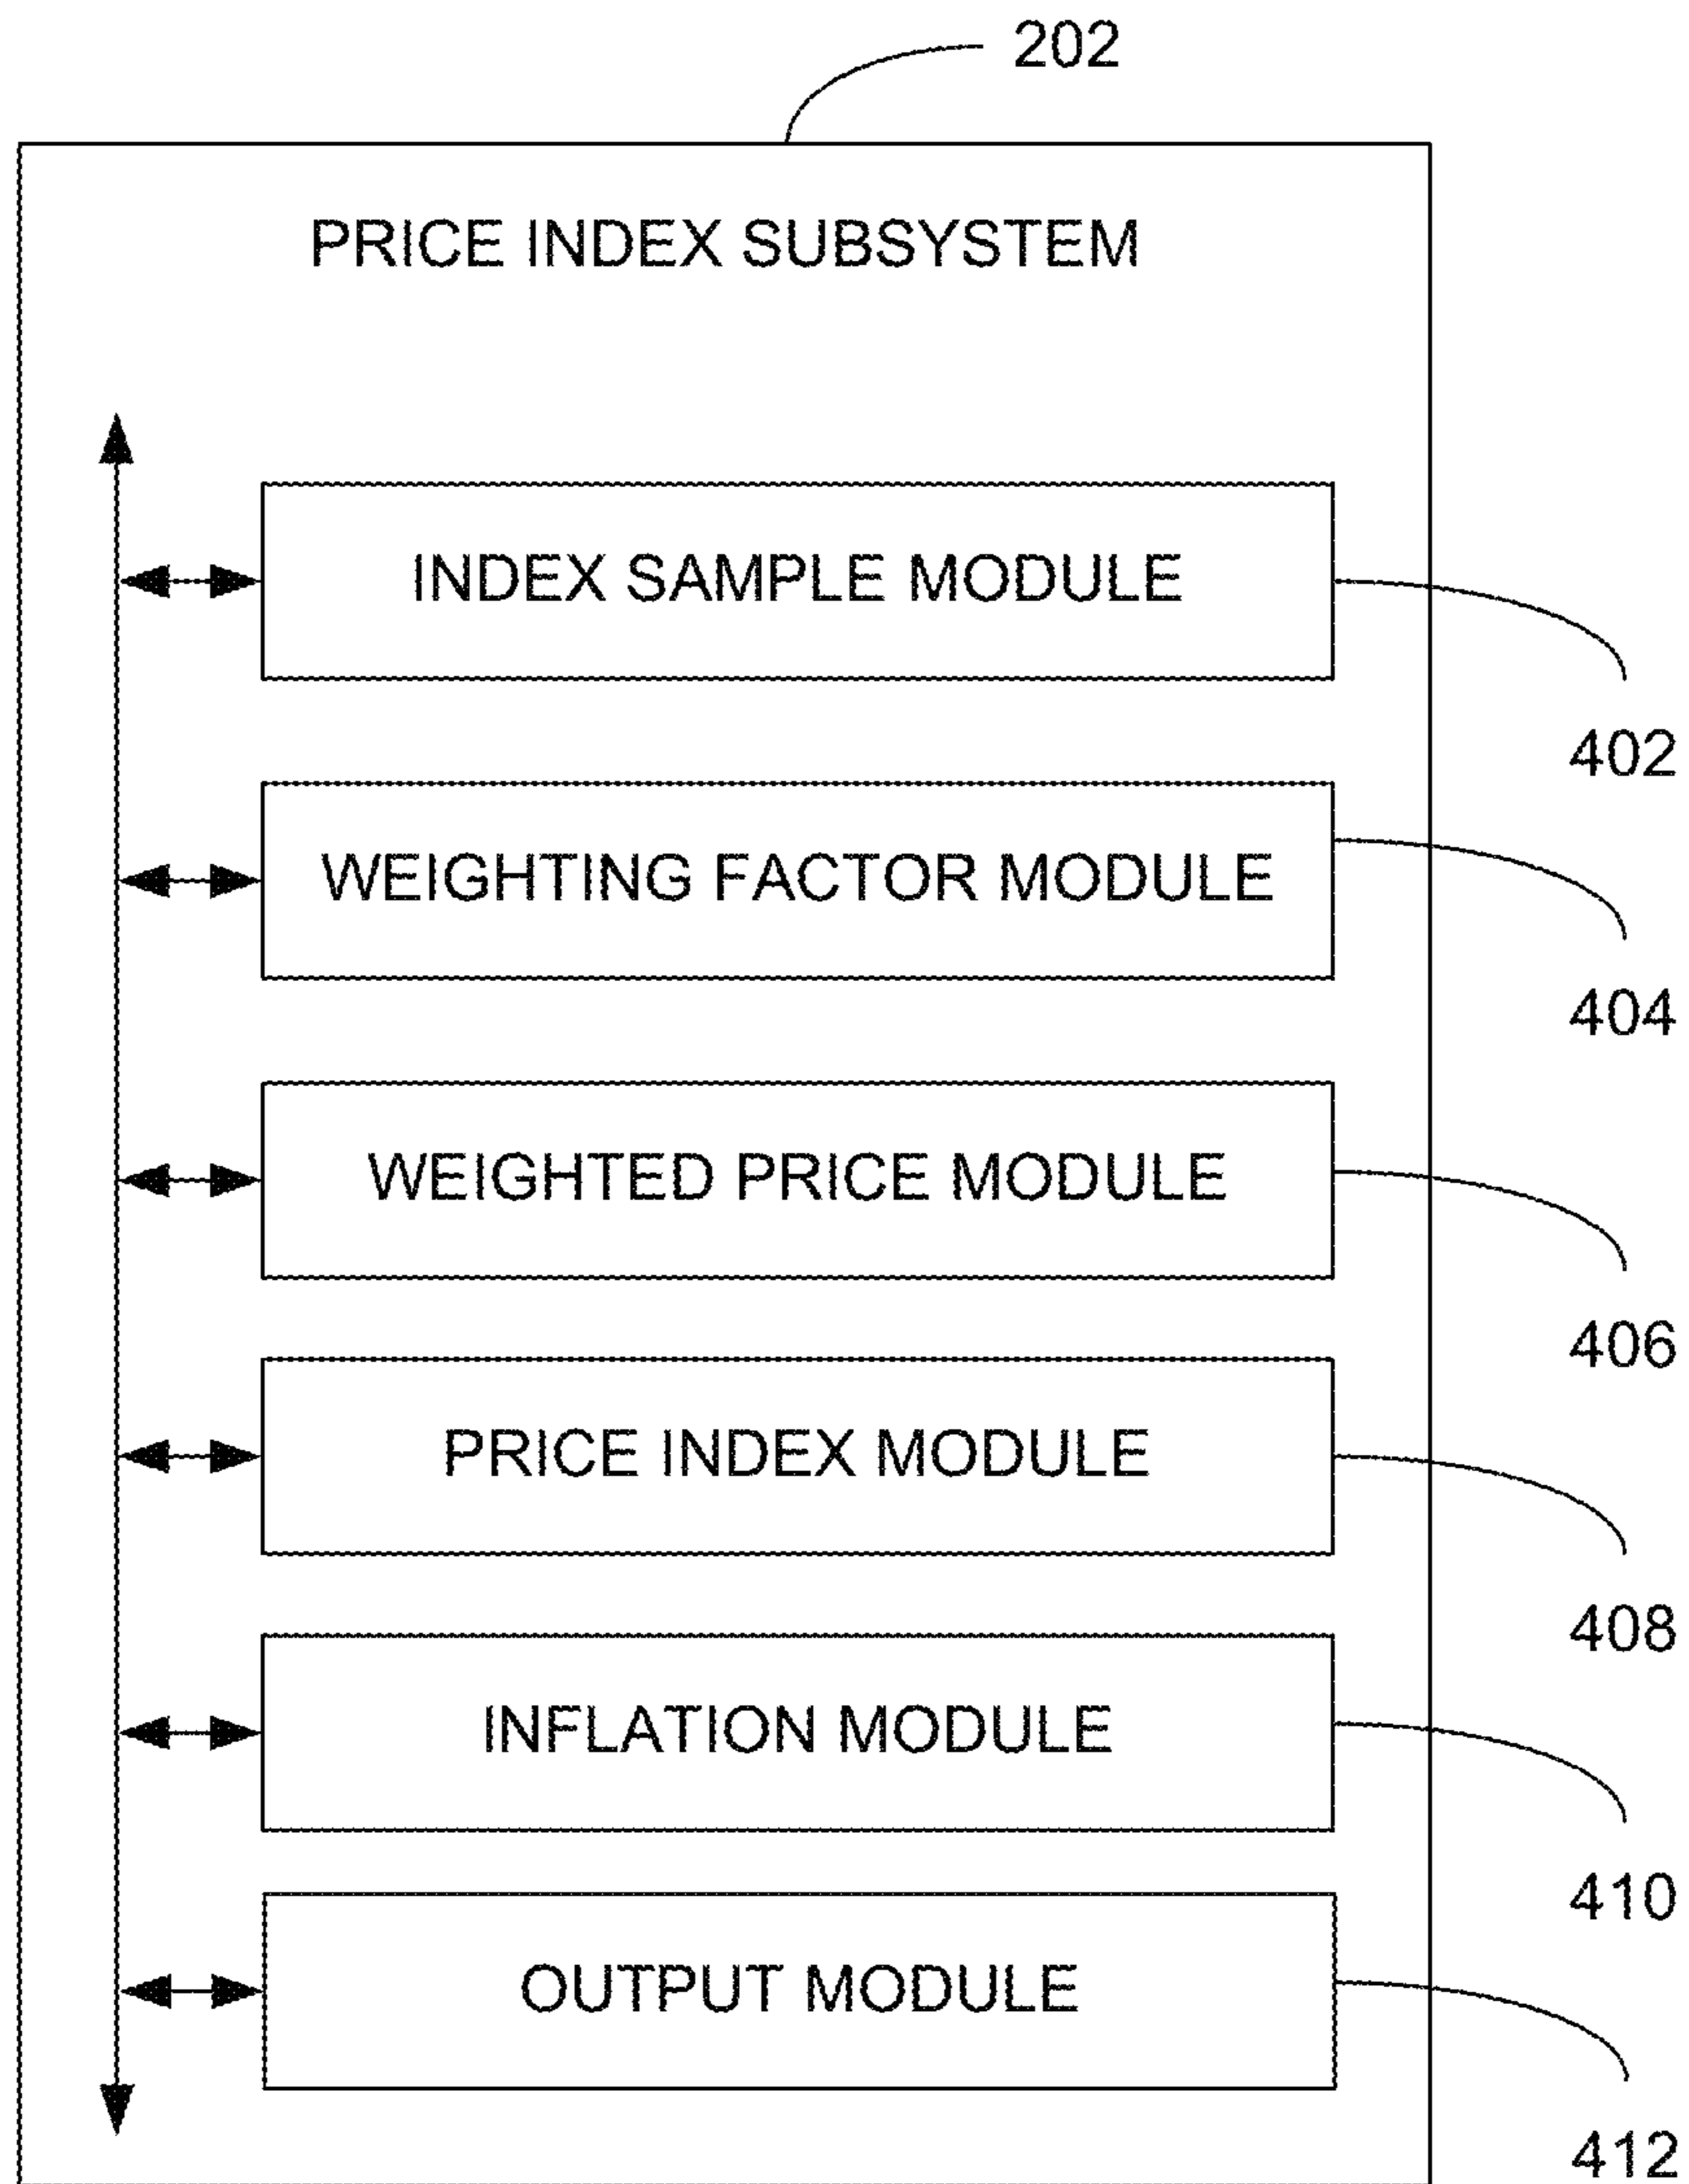 202
PRICE INDEX SUBSYSTEM
INDEX SAMPLE MODULE
402
WEIGHTING FACTOR MODULE
404
WEIGHTED PRICE MODULE
406
PRICE INDEX MODULE
408
INFLATION MODULE
410
OUTPUT MODULE
412